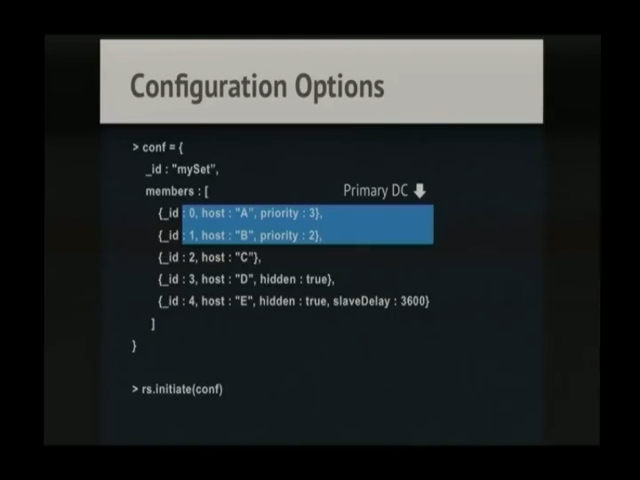 Configuration Options
> conf = {
_id : "mySet",
members : [
Primary DC
{_id : 0, host : "A", priority : 3},
{_id : 1, host : "B", priority : 2},
{_id : 2, host : "C"},
{_id : 3, host : "D", hidden : true},
{_id : 4, host : "E", hidden : true, slaveDelay : 3600}
]
}
> rs.initiate(conf)